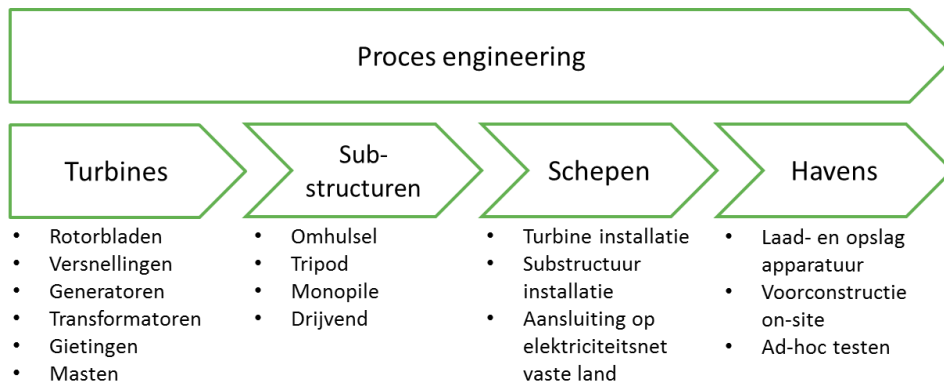 Proces engineering
Turbines
Sub-
structuren
Schepen
Havens
• Rotorbladen
• Versnellingen
• Generatoren
• Transformatoren
• Gietingen
• Masten
• Omhulsel
• Tripod
• Monopile
• Drijvend
• Turbine installatie
• Substructuur
installatie
• Aansluiting op
elektriciteitsnet
vaste land
• Laad- en opslag
apparatuur
• Voorconstructie
on-site
• Ad-hoc testen